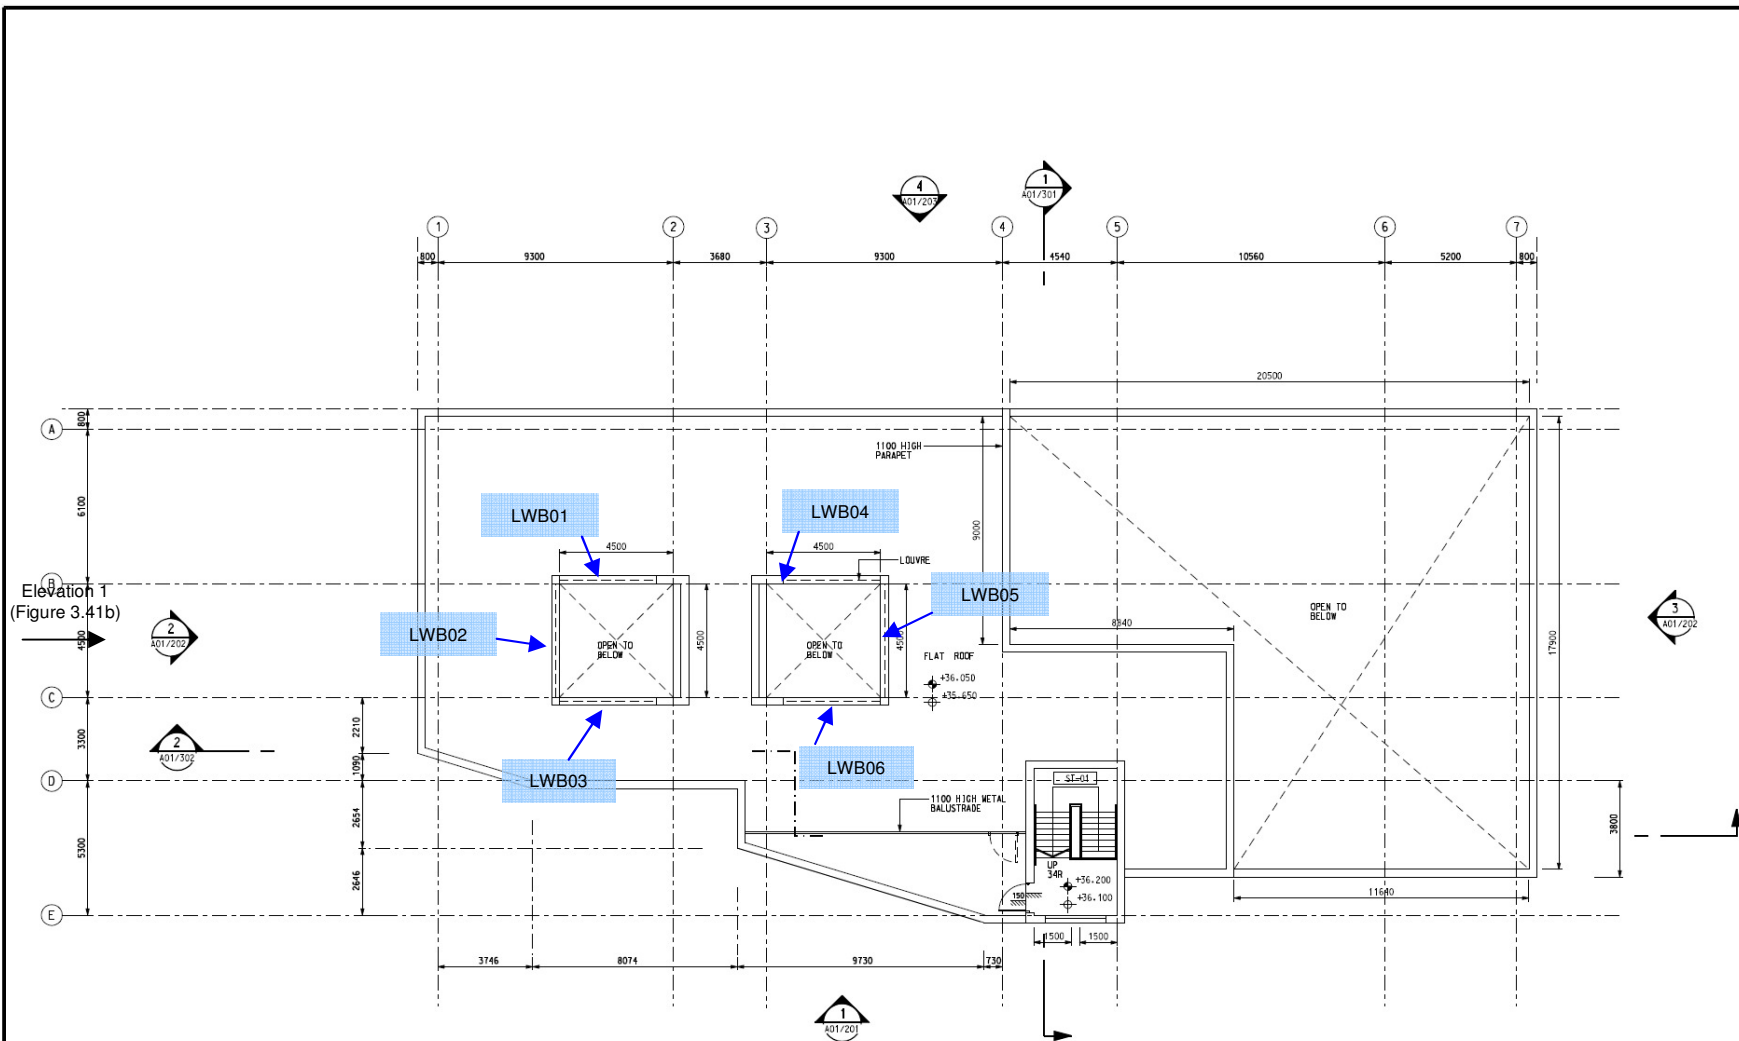 4
A01/203
1
A01/301
1
2
3
4
5
6
7
800
9300
3680
9300
4540
10560
5200
800
20500
A
800
1100 HIGH
PARAPET
6100
LWB01
LWB04
9000
4500
4500
LOUVRE
B
Elevation 1
(Figure 3.41b)
LWB05
OPEN TO
BELOW
3
A01/202
2
A01/202
4500
LWB02
8840
17900
OPEN TO
BELOW
4500
OPEN TO
BELOW
4500
FLAT ROOF
+36.050
+35.650
C
2210
3300
2
A01/302
1090
LWB06
LWB03
D
ST-01
1100 HIGH METAL
BALUSTRADE
2654
5300
3800
UP
34R
+36.200
150
+36.100
2646
11640
E
1500
1500
3746
8074
9730
730
1
A01/201